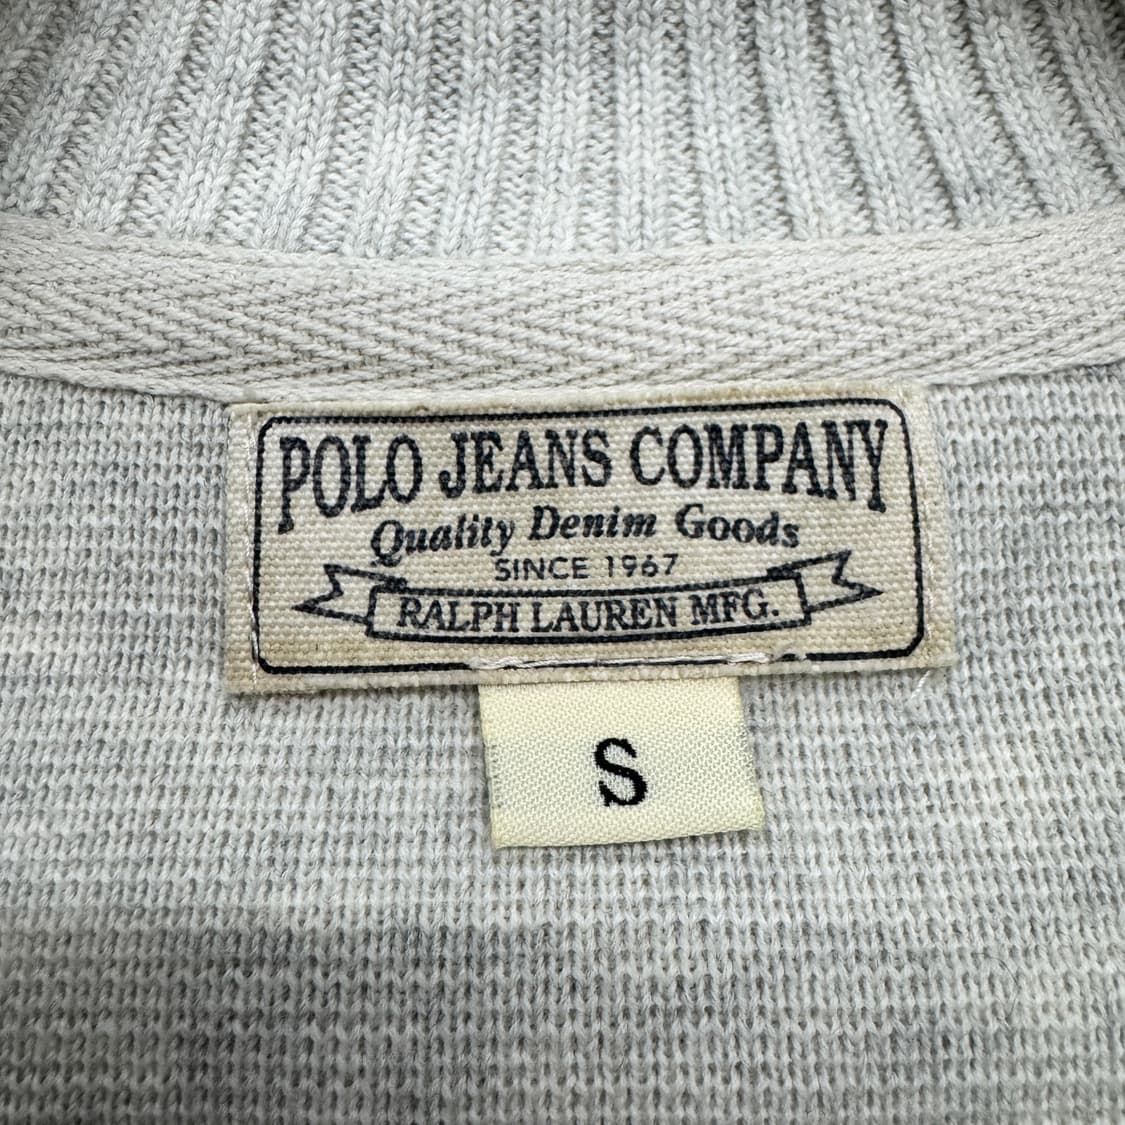 POLO JEANS COMPANY
Quality Denim Goods
SINCE 1967
RALPH LAUREN MFG.
S